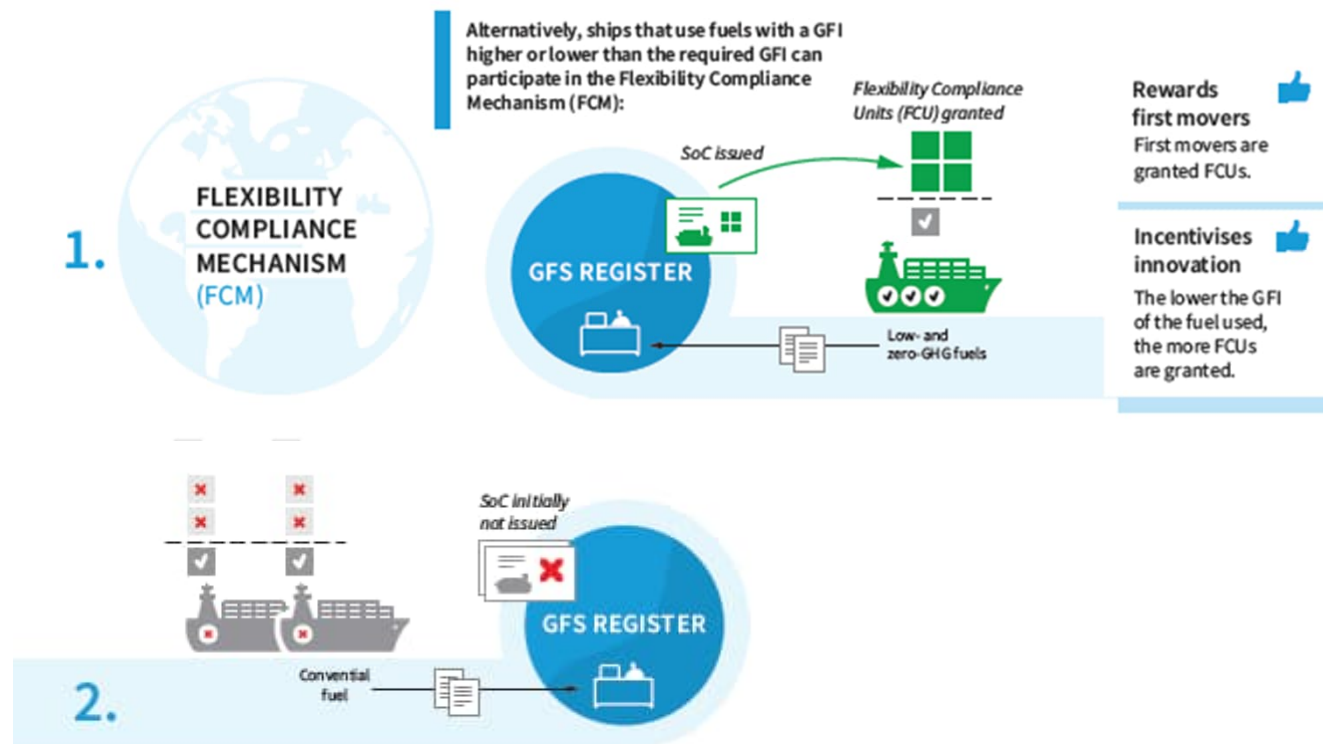 Alternatively, ships that use fuels with a GFI
higher or lower than the required GFI can
participate in the Flexibility Compliance
Mechanism (FCM):
1.
FLEXIBILITY
COMPLIANCE
MECHANISM
(FCM)
SoC issued
Flexibility Compliance
Units (FCU) granted
GFS REGISTER
Low- and
zero-GHG fuels
Rewards
first movers
First movers are
granted FCUs.
Incentivises
innovation
The lower the GFI
of the fuel used,
the more FCUs
are granted.
SoC initially
not issued
GFS REGISTER
Convential
fuel
2.